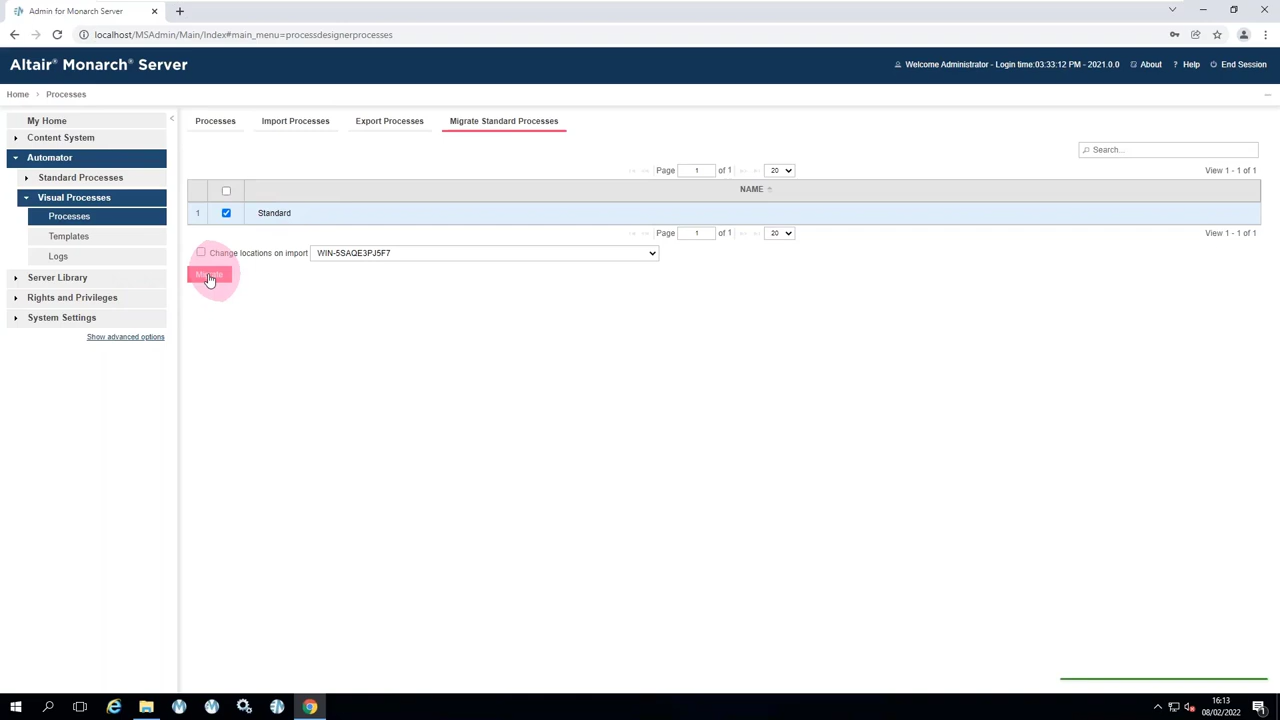 Admin for Monarch Server
localhost/MSAdmin/Main/Index#main_menu=processdesignerprocesses
Altair® Monarch® Server
Welcome Administrator - Login time:03:33:12 PM - 2021.0.0 About ? Help End Session
Home > Processes
My Home
Content System
Automator
Standard Processes
Visual Processes
Processes
Templates
Logs
Server Library
Rights and Privileges
System Settings
Show advanced options
Processes Import Processes Export Processes Migrate Standard Processes
Search...
Page 1 of 1 20 View 1 - 1 of 1
NAME
1 Standard
Page 1 of 1 20 View 1 - 1 of 1
Change locations on import WIN-5SAQE3PJ5F7
Migrate
16:13
08/02/2022